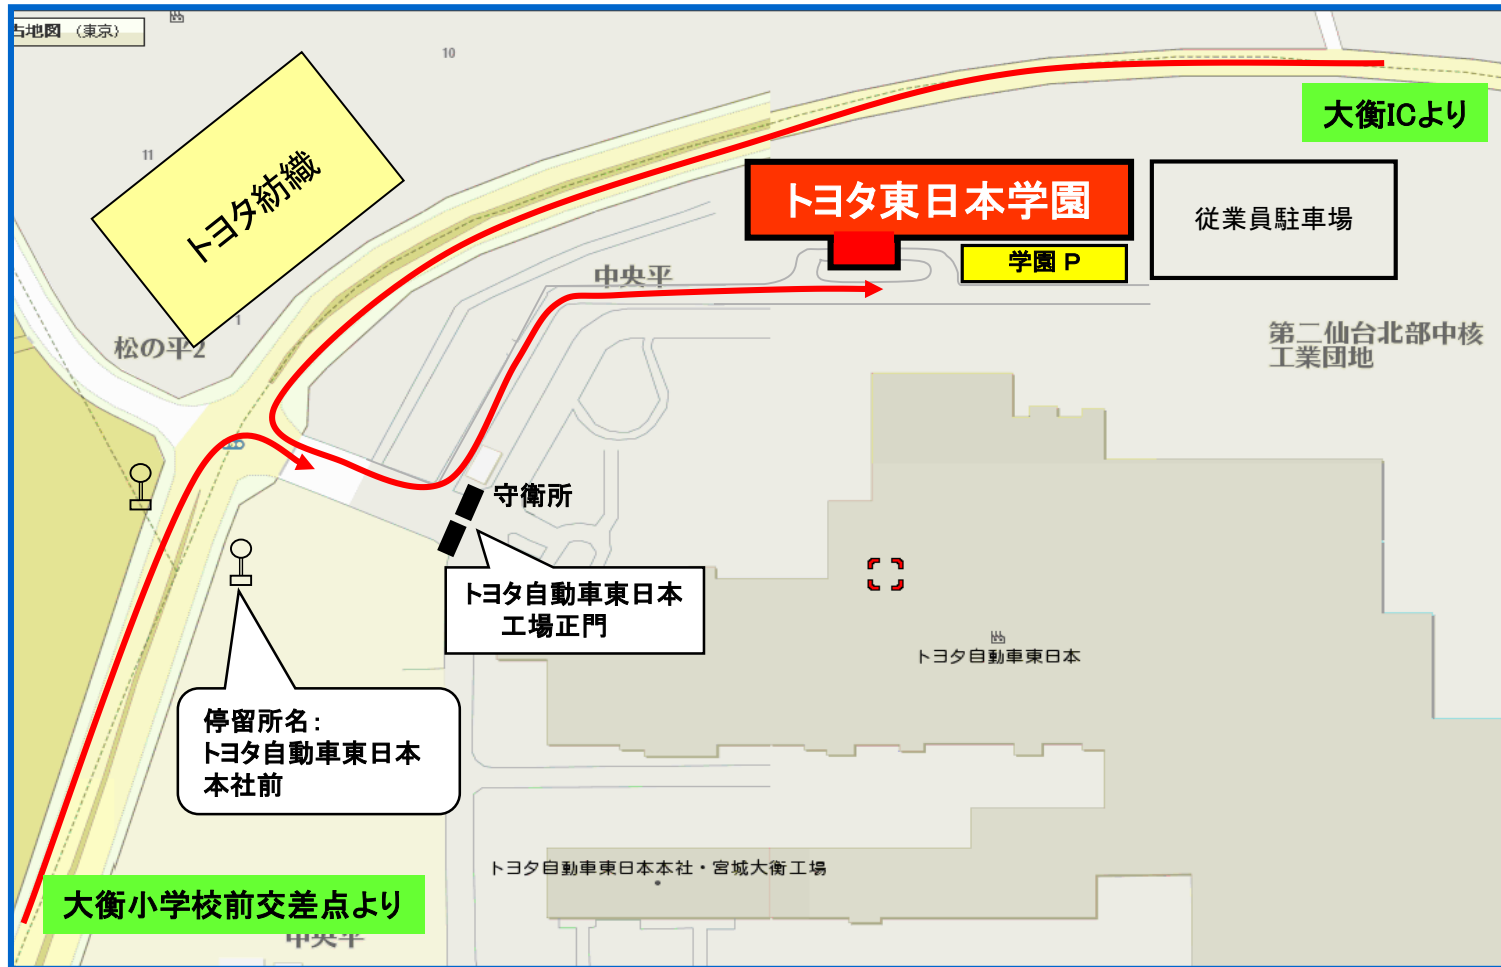 古地図（東京）
10
大衡ICより
11
トヨタ紡織
トヨタ東日本学園
従業員駐車場
学園 P
中央平
1
松の平2
第二仙台北部中核
工業団地
守衛所
トヨタ自動車東日本
工場正門
トヨタ自動車東日本
停留所名：
トヨタ自動車東日本
本社前
トヨタ自動車東日本本社・宮城大衡工場
大衡小学校前交差点より
中央平